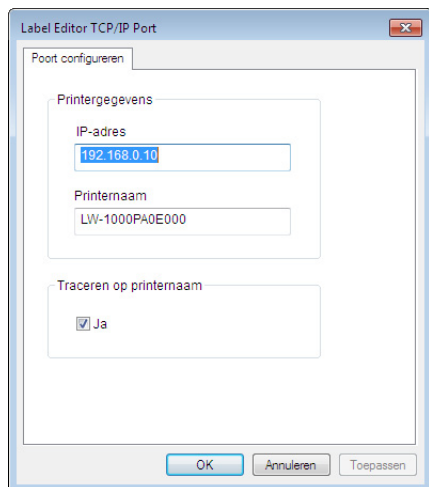 Label Editor TCP/IP Port
Poort configureren
Printergegevens
IP-adres
192.168.0.10
Printernaam
LW-1000PA0E000
Traceren op printernaam
Ja
OK
Annuleren
Toepassen